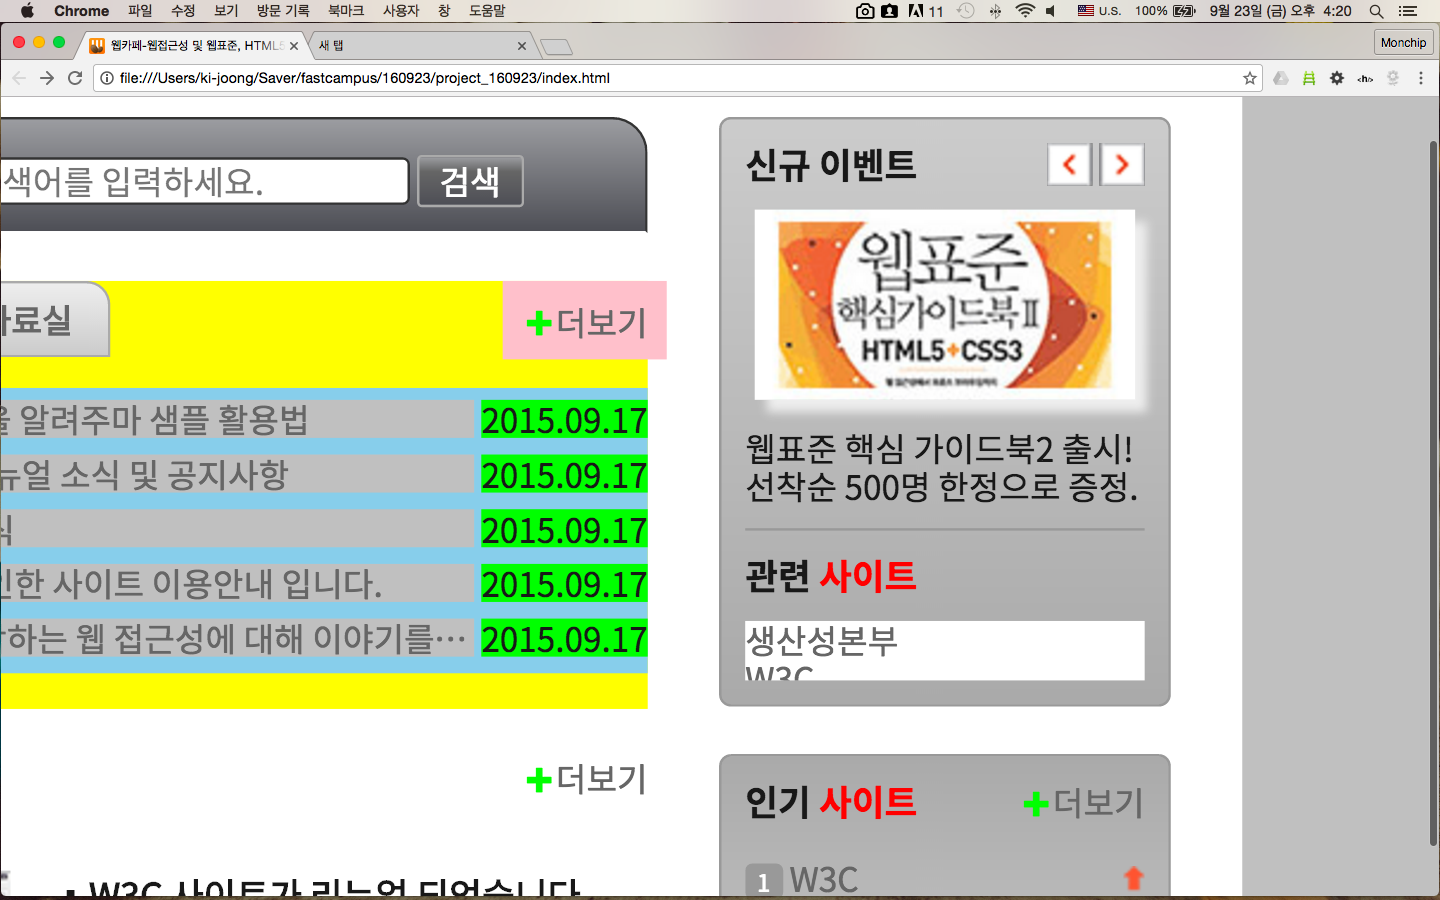 Chrome 파일 수정 보기 방문 기록 북마크 사용자 창 도움말 11 U.S. 100% 9월 23일 (금) 오후 4:20
웹카페-웹접근성 및 웹표준, HTML5
새 탭
Monchip
file:///Users/ki-joong/Saver/fastcampus/160923/project_160923/index.html
<h/>
색어를 입력하세요.
검색
료실
더보기
알려주마 샘플 활용법 2015.09.17
뉴얼 소식 및 공지사항 2015.09.17
식 2015.09.17
인한 사이트 이용안내 입니다. 2015.09.17
하는 웹 접근성에 대해 이야기를… 2015.09.17
더보기
W3C 사이트가 리뉴얼 되었습니다
신규 이벤트
웹표준
핵심가이드북 II
HTML5+CSS3
웹표준 핵심 가이드북2 출시!
선착순 500명 한정으로 증정.
관련 사이트
생산성본부
W3C
인기 사이트
더보기
1 W3C